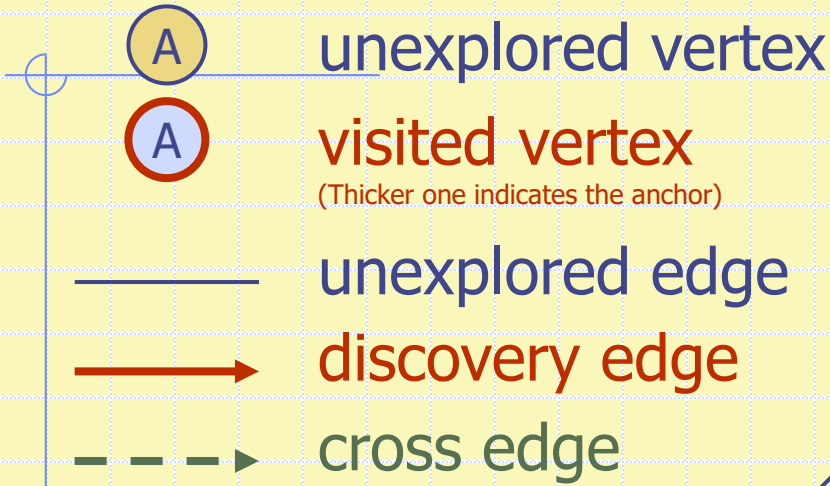 A unexplored vertex
A visited vertex
(Thicker one indicates the anchor)
unexplored edge
discovery edge
cross edge